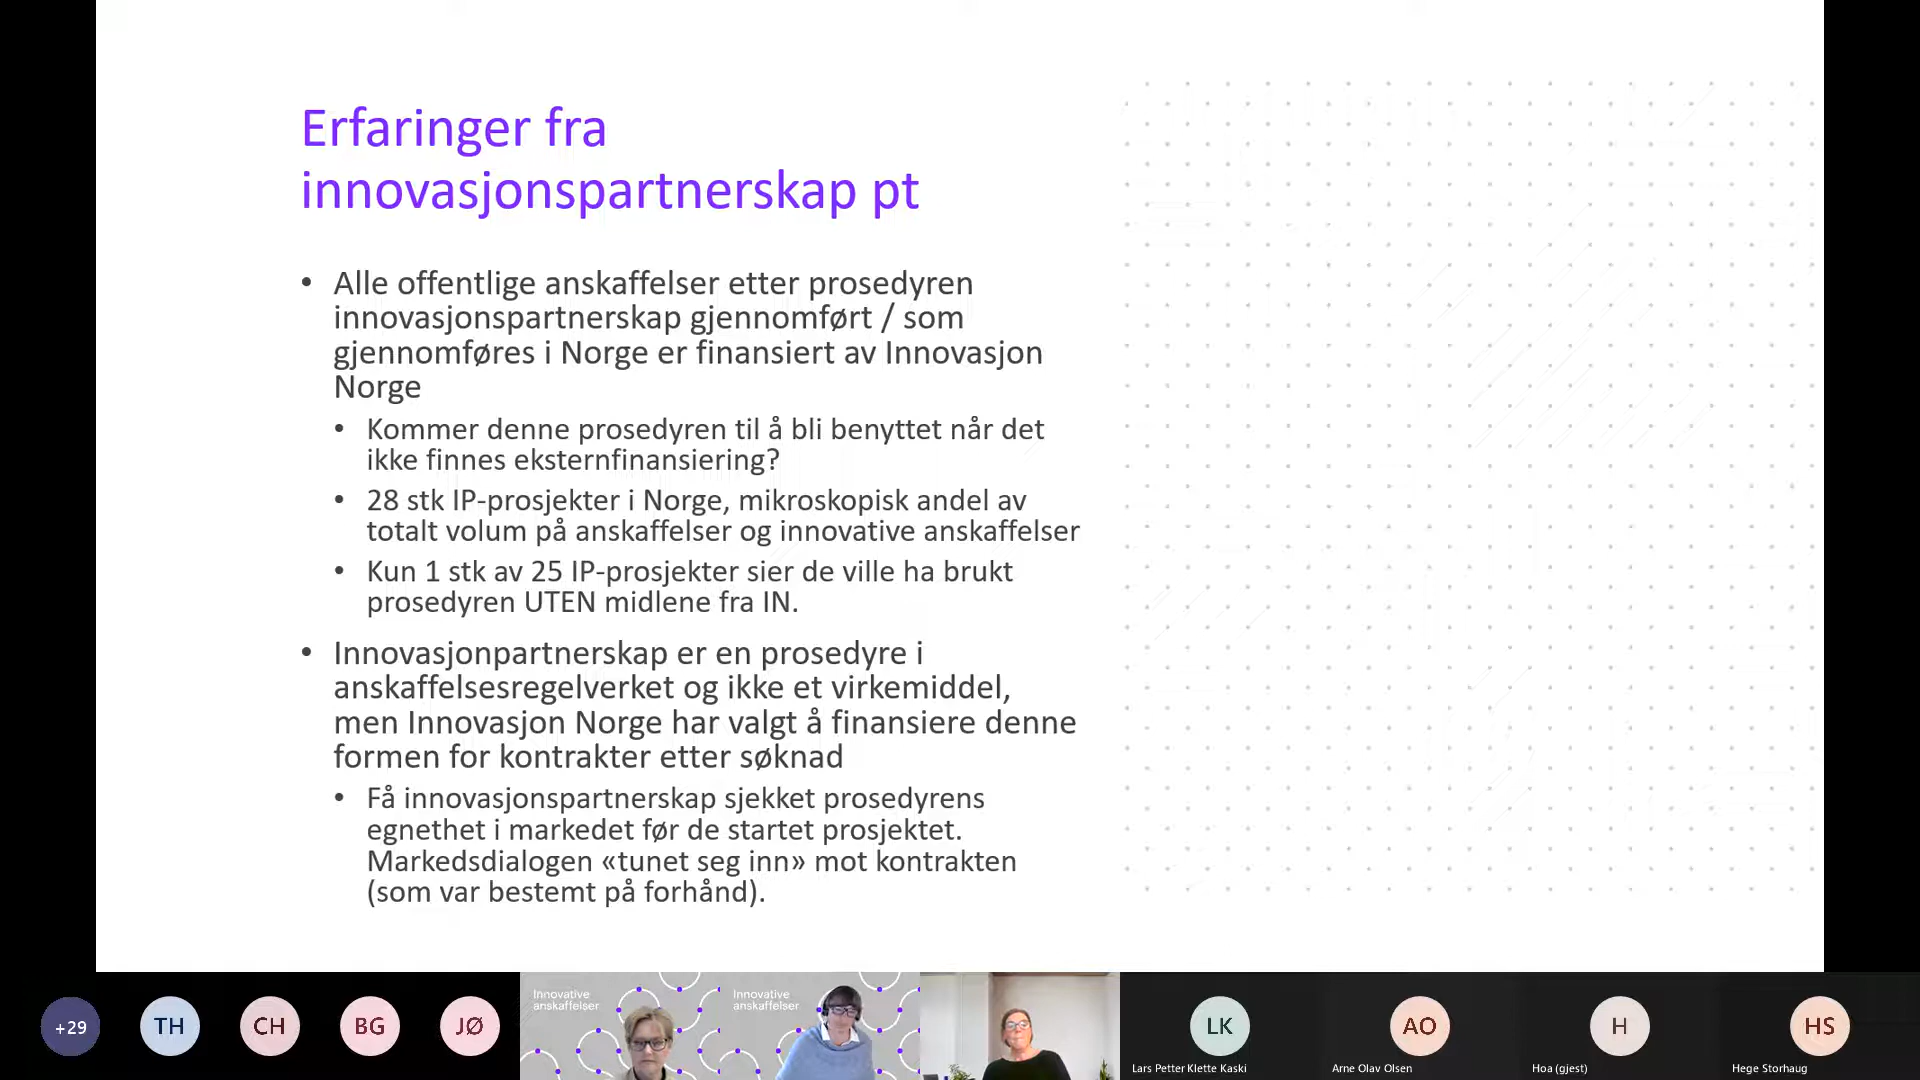 Erfaringer fra
innovasjonspartnerskap pt
• Alle offentlige anskaffelser etter prosedyren
innovasjonspartnerskap gjennomført / som
gjennomføres i Norge er finansiert av Innovasjon
Norge
• Kommer denne prosedyren til å bli benyttet når det
ikke finnes eksternfinansiering?
• 28 stk IP-prosjekter i Norge, mikroskopisk andel av
totalt volum på anskaffelser og innovative anskaffelser
• Kun 1 stk av 25 IP-prosjekter sier de ville ha brukt
prosedyren UTEN midlene fra IN.
• Innovasjonpartnerskap er en prosedyre i
anskaffelsesregelverket og ikke et virkemiddel,
men Innovasjon Norge har valgt å finansiere denne
formen for kontrakter etter søknad
• Få innovasjonspartnerskap sjekket prosedyrens
egnethet i markedet før de startet prosjektet.
Markedsdialogen «tunet seg inn» mot kontrakten
(som var bestemt på forhånd).
+29
TH
CH
BG
JØ
Innovative
anskaffelser
Innovative
anskaffelser
LK
Lars Petter Klette Kaski
AO
Arne Olav Olsen
H
Hoa (gjest)
HS
Hege Storhaug